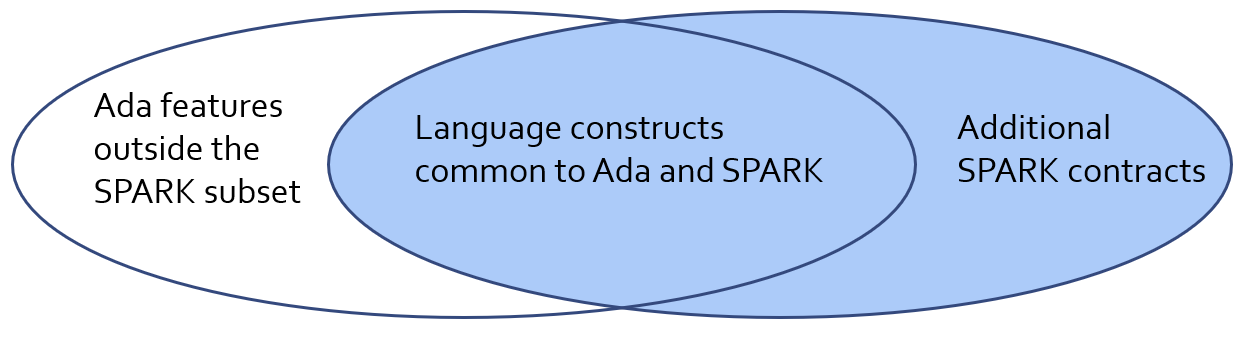 Ada features
outside the
SPARK subset
Language constructs
common to Ada and SPARK
Additional
SPARK contracts